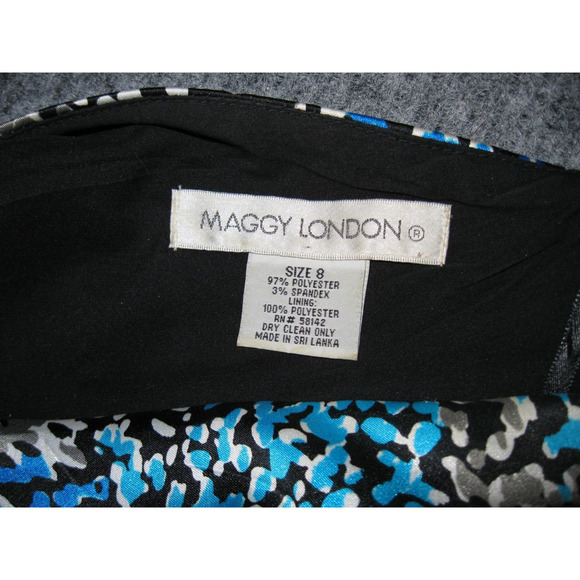 MAGGY LONDON ®
SIZE 8
97% POLYESTER
3% SPANDEX
LINING:
100% POLYESTER
RN# 58142
DRY CLEAN ONLY
MADE IN SRI LANKA